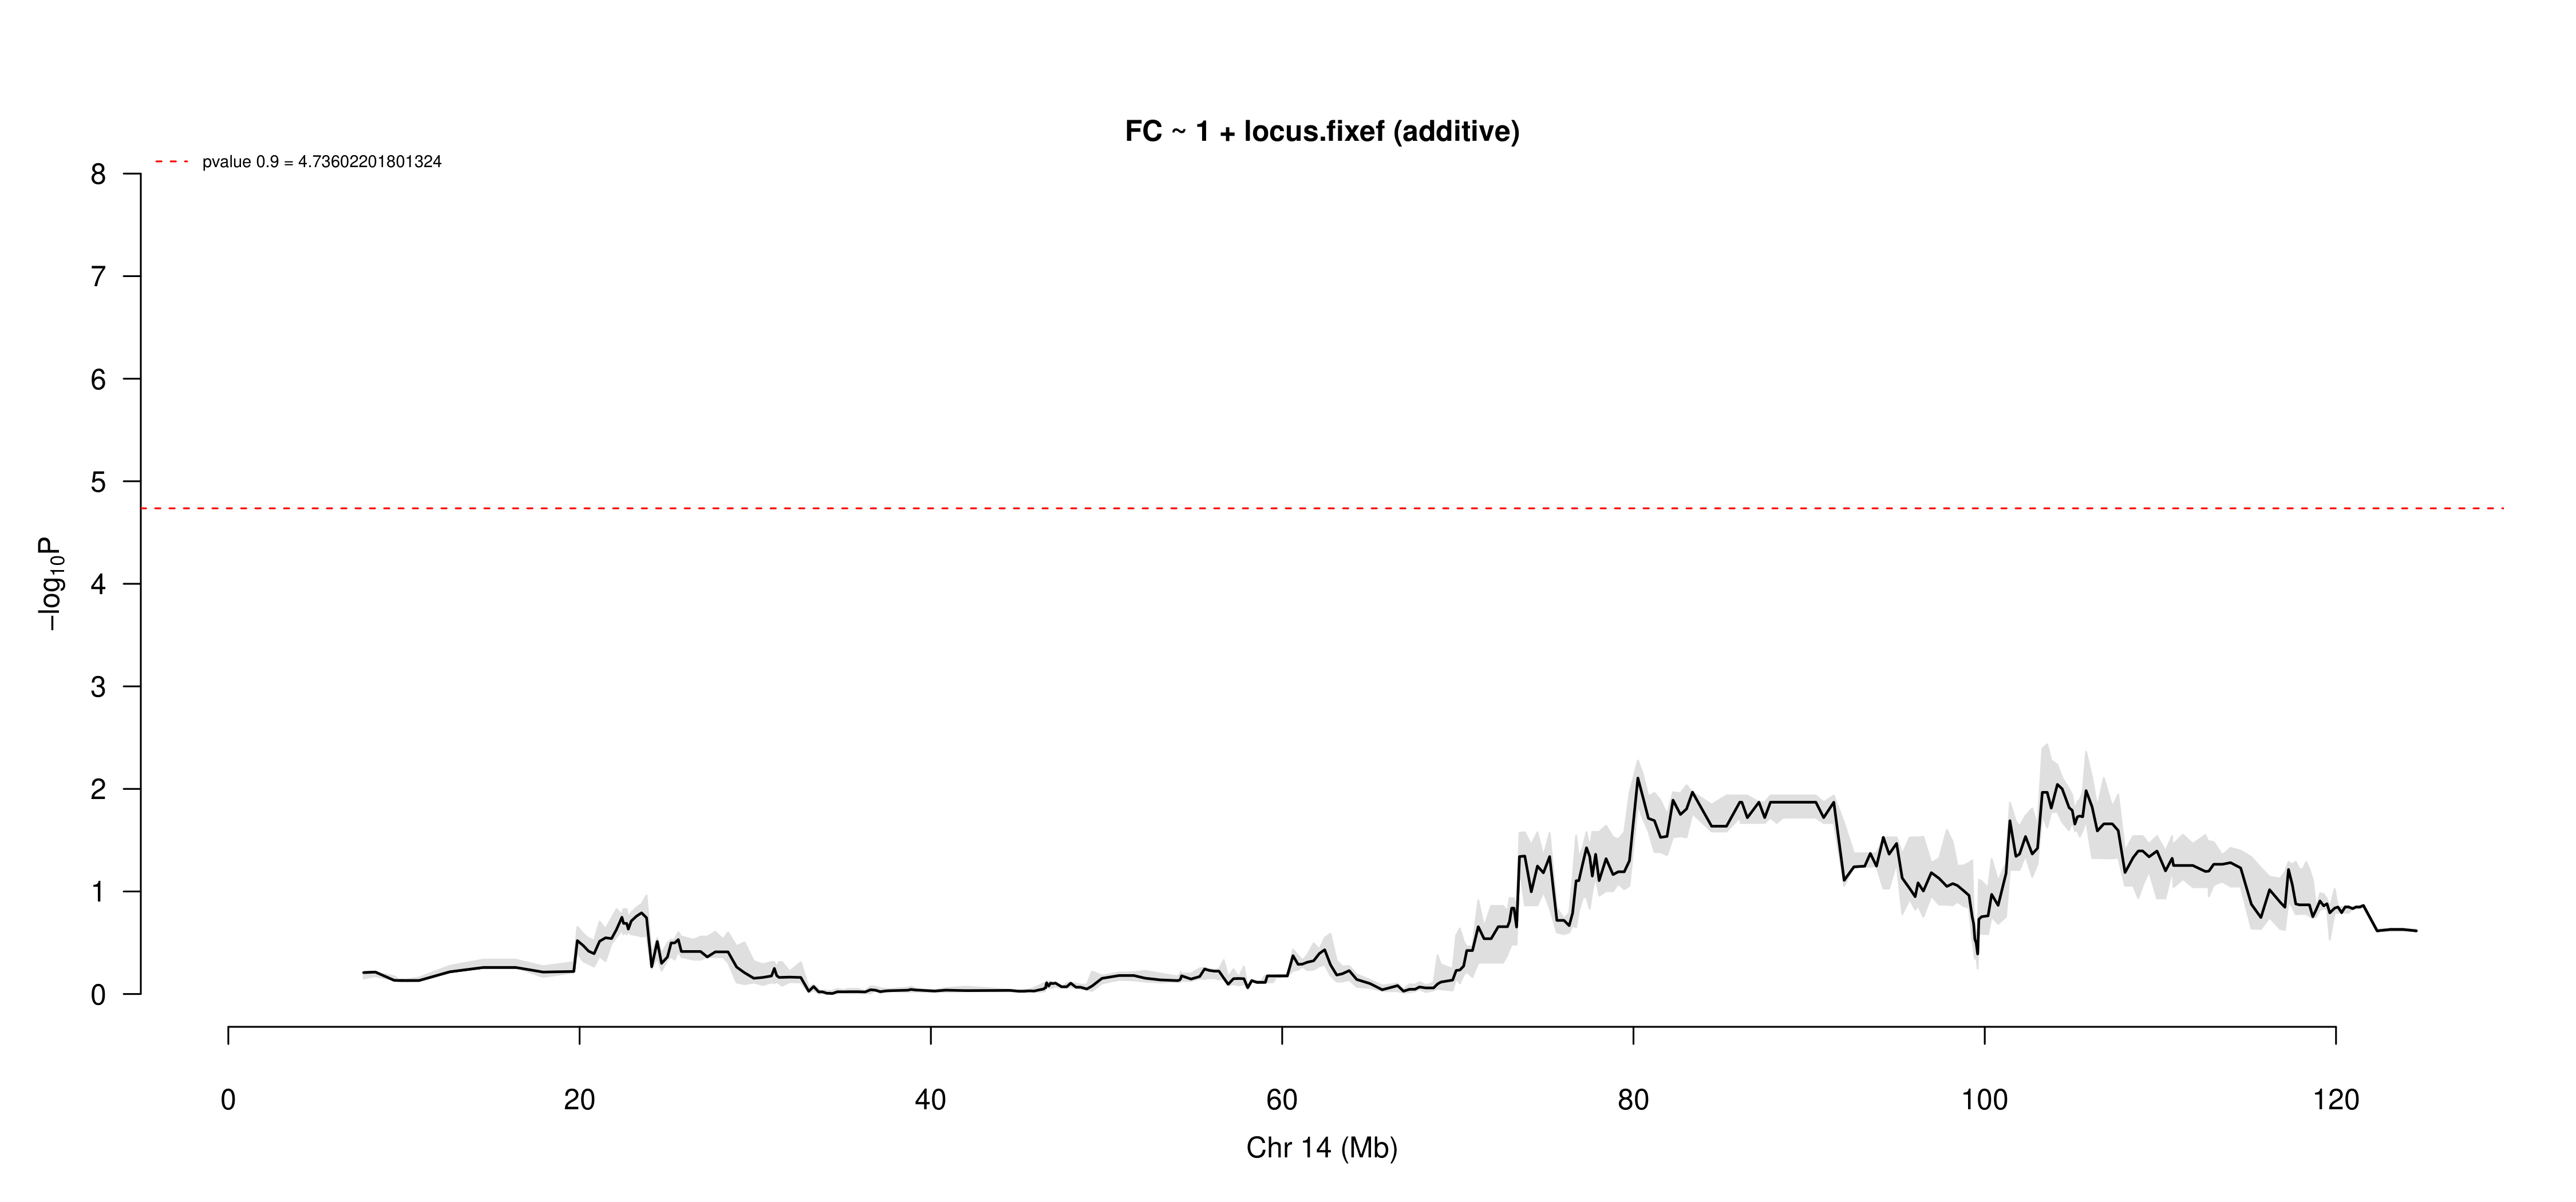 FC ~ 1 + locus.fixef (additive)
pvalue 0.9 = 4.73602201801324
8
7
6
5
4
3
2
1
0
−log10P
0 20 40 60 80 100 120
Chr 14 (Mb)